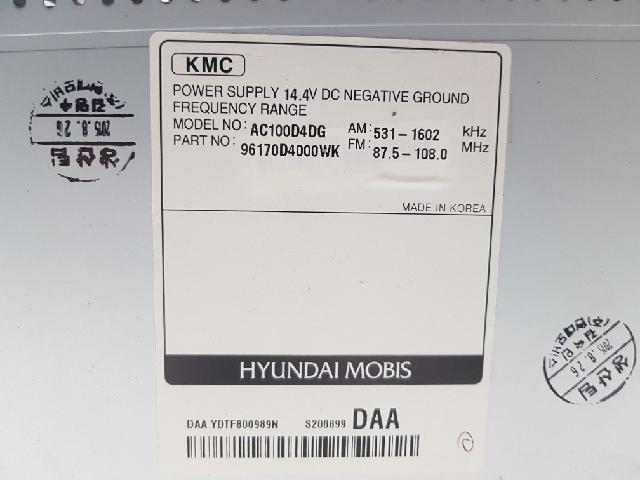 KMC
POWER SUPPLY 14.4V DC NEGATIVE GROUND
FREQUENCY RANGE
MODEL NO: AC100D4DG AM: 531-1602 kHz
PART NO: 96170D4000WK FM: 87.5-108.0 MHz
MADE IN KOREA
HYUNDAI MOBIS
DAA YDTF800989N S208899 DAA